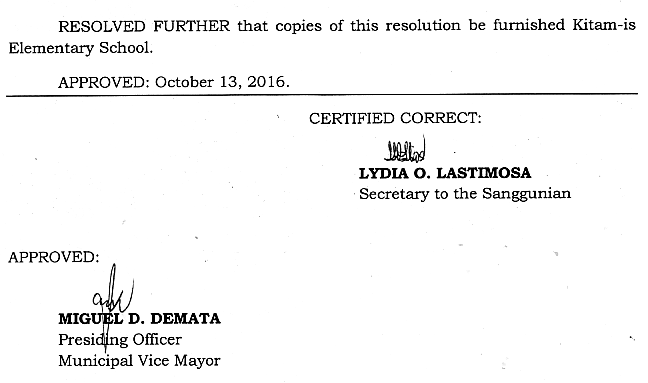 RESOLVED FURTHER that copies of this resolution be furnished Kitam-is
Elementary School.
APPROVED: October 13, 2016.
CERTIFIED CORRECT:
LYDIA O. LASTIMOSA
Secretary to the Sanggunian
APPROVED:
MIGUEL D. DEMATA
Presiding Officer
Municipal Vice Mayor